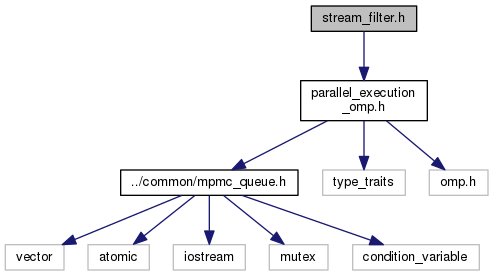 stream_filter.h
parallel_execution
_omp.h
../common/mpmc_queue.h
type_traits
omp.h
vector
atomic
iostream
mutex
condition_variable